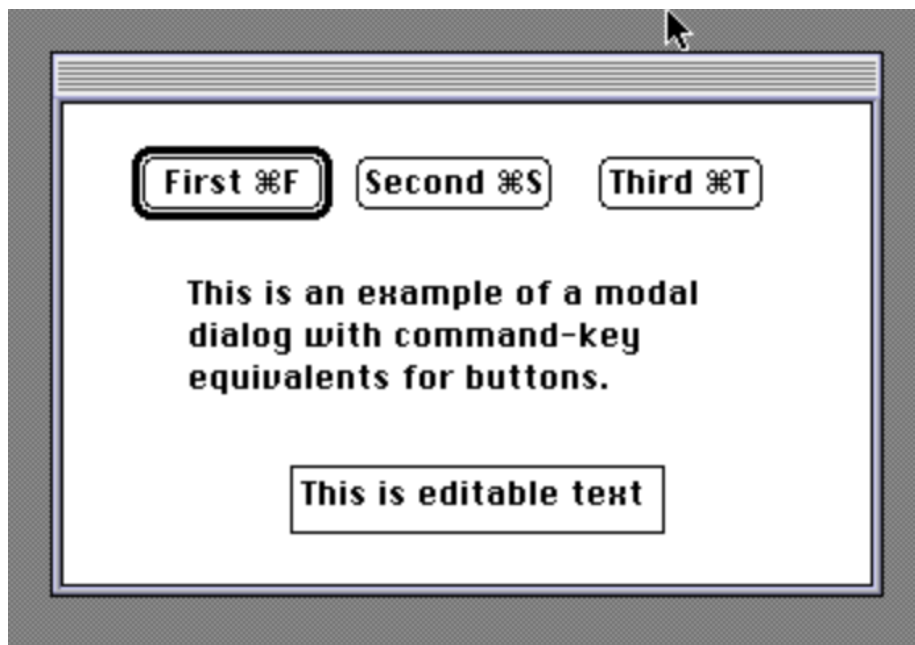 First ⌘F Second ⌘S Third ⌘T
This is an example of a modal
dialog with command-key
equivalents for buttons.
This is editable text